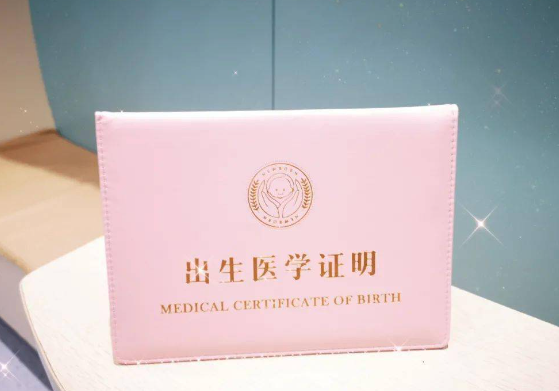 出生医学证明
MEDICAL CERTIFICATE OF BIRTH